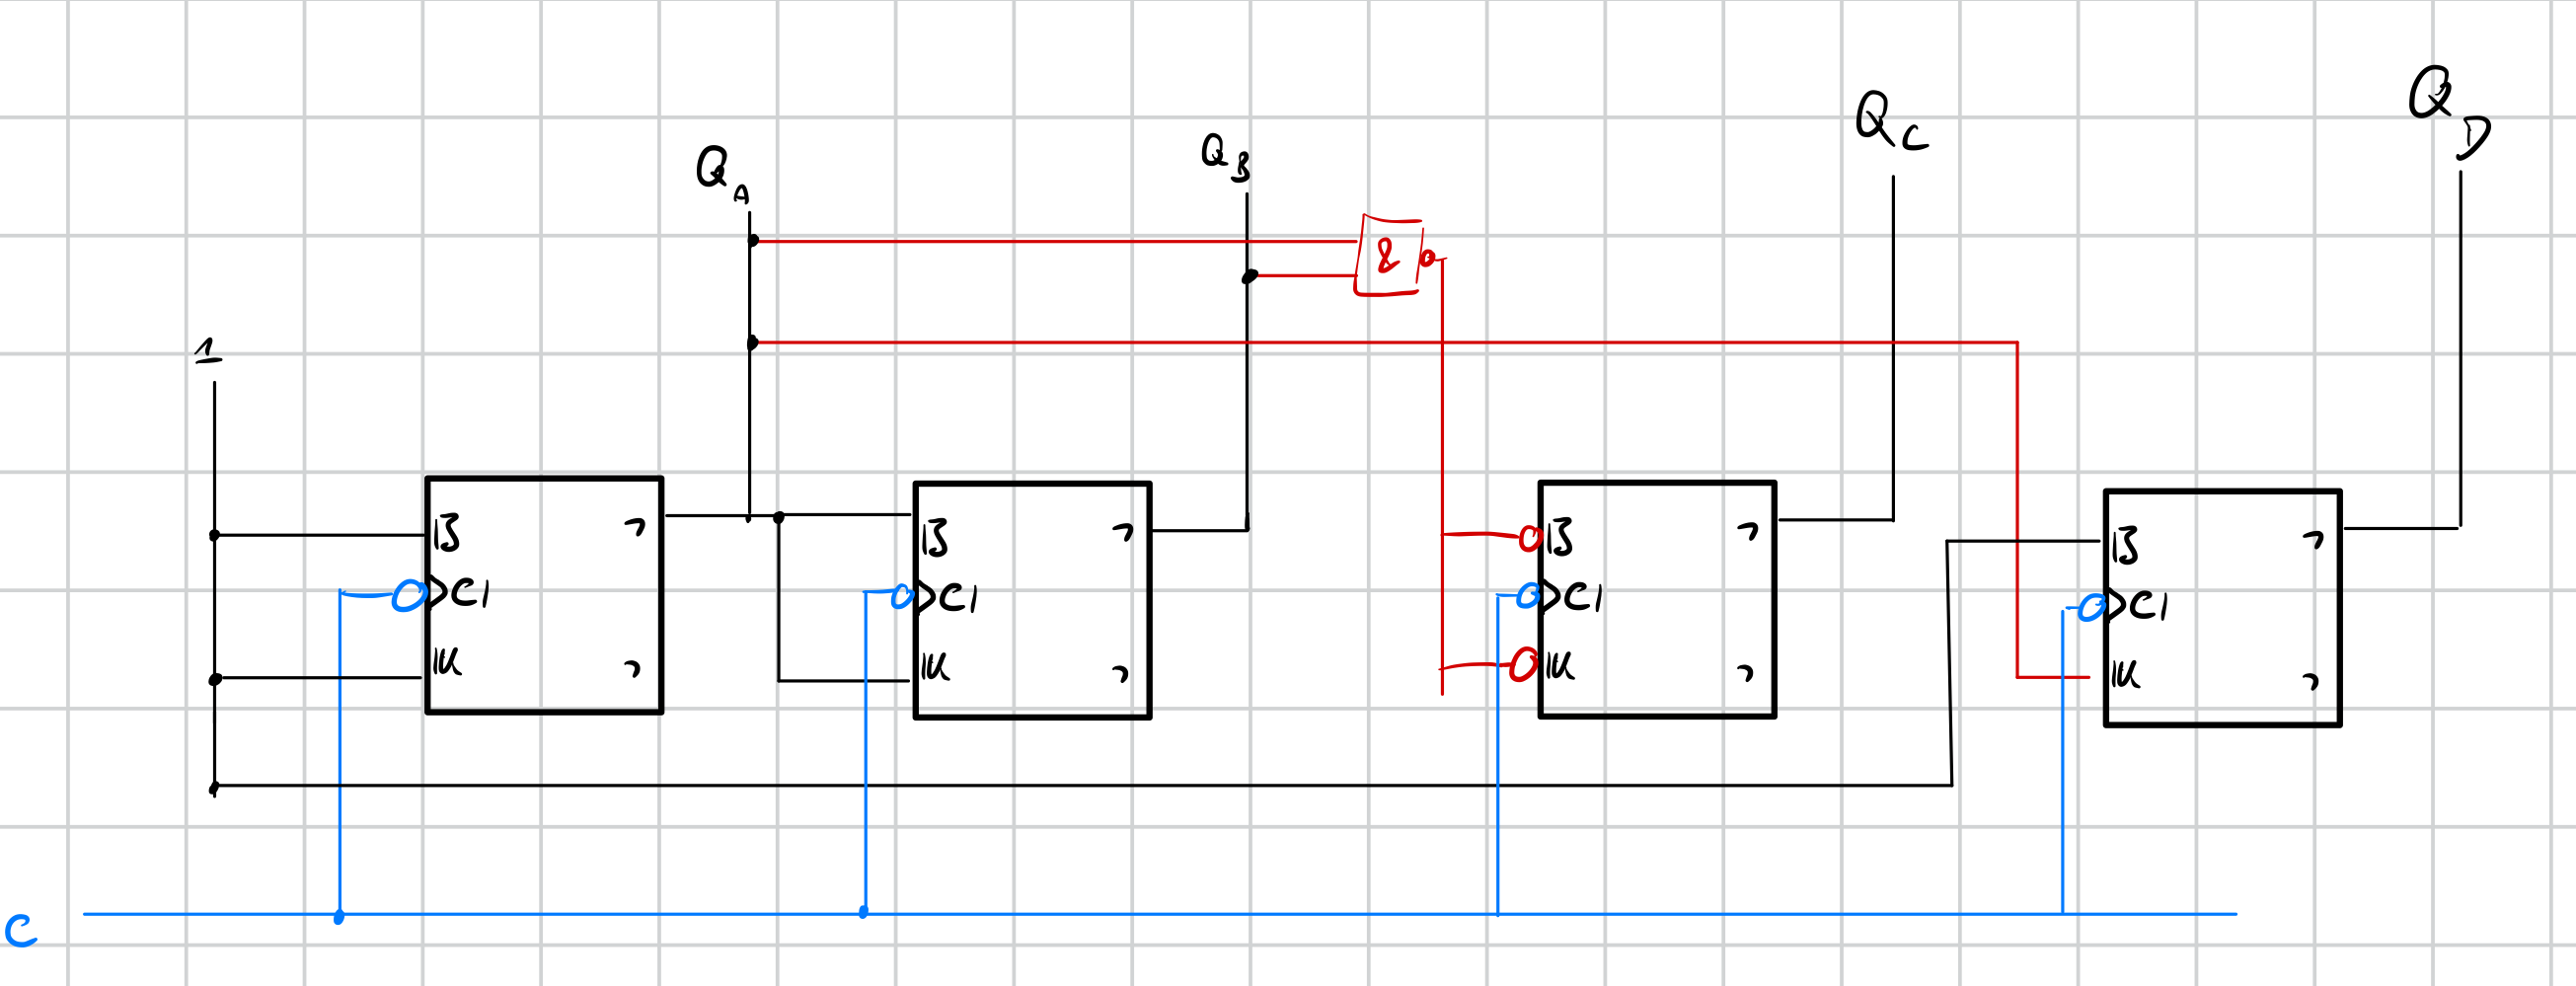 Q_D
Q_C
Q_B
Q_A
&
1
1J ¬ 1J ¬ 1J ¬ 1J ¬
C1 C1 C1 C1
1K ¬ 1K ¬ 1K ¬ 1K ¬
C